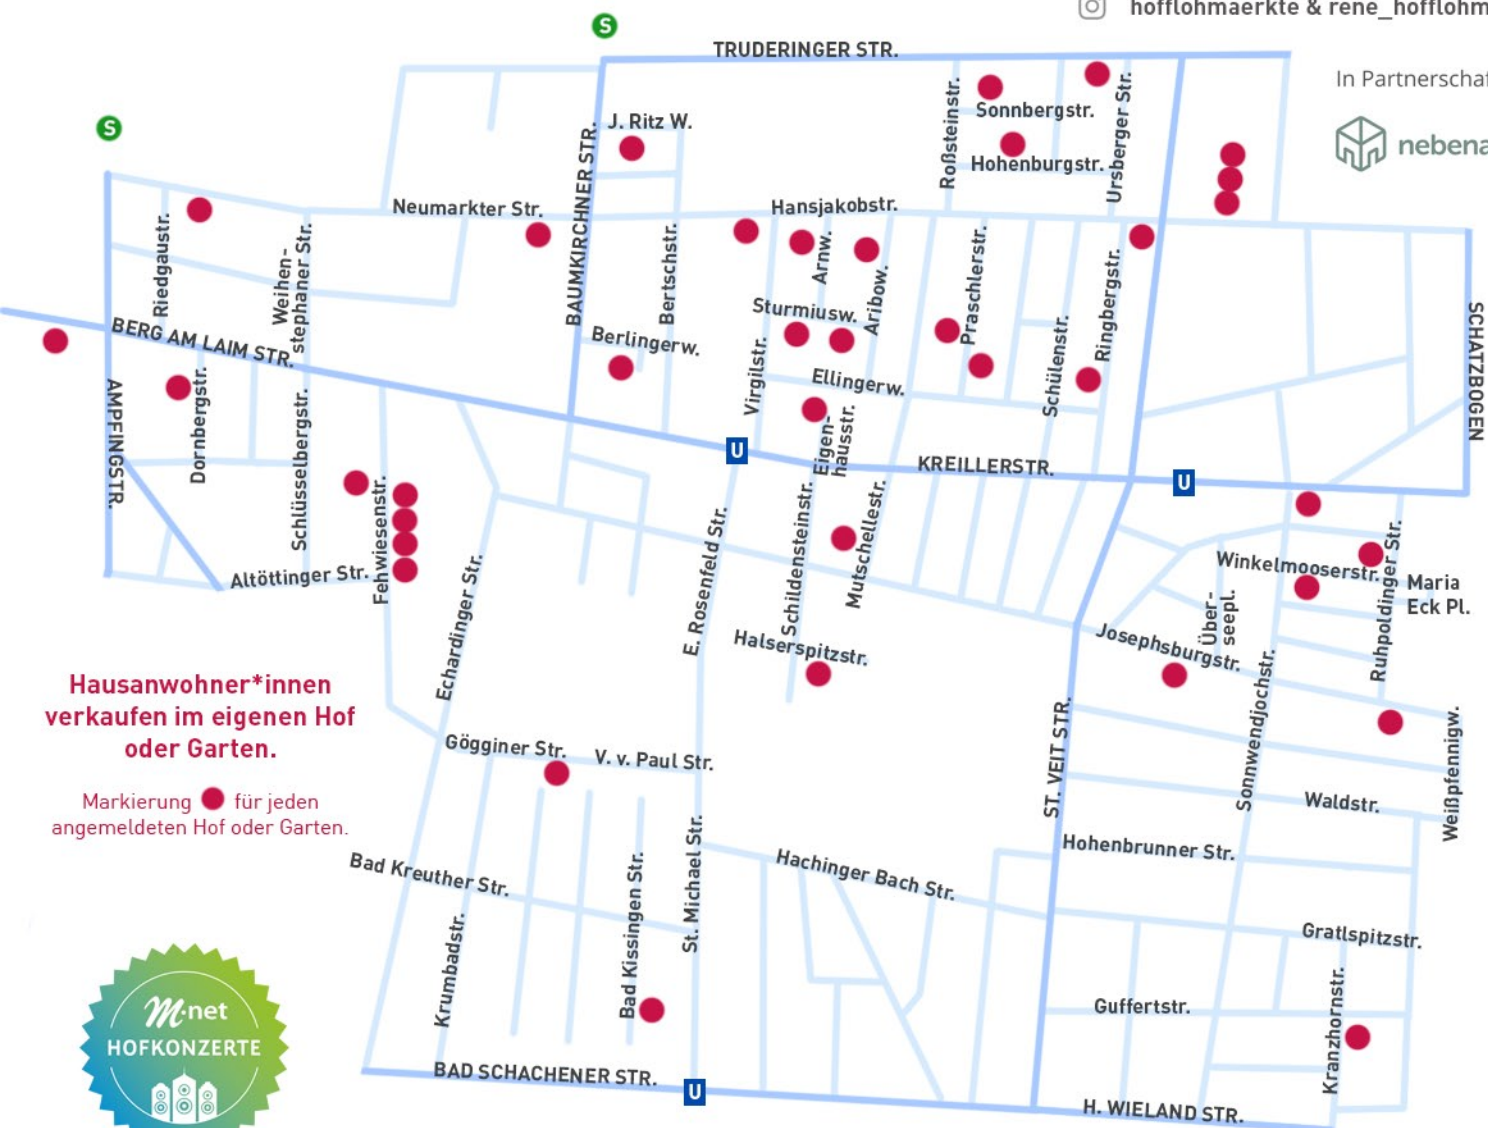 hofflohmaerkte & rene_hofflohm
S
TRUDERINGER STR.
In Partnerschaf
nebena
S
J. Ritz W.
BAUMKIRCHNER STR.
Roßsteinstr.
Sonnbergstr.
Hohenburgstr.
Ursberger Str.
Neumarkter Str.
Hansjakobstr.
Riedgaustr.
Weihen-
stephaner Str.
Bertschstr.
Arnw.
Aribow.
Praschlerstr.
Ringbergstr.
Sturmiusw.
Schülenstr.
SCHATZBOGEN
BERG AM LAIM STR.
Berlingerw.
Virgilstr.
Ellingerw.
AMPFINGSTR.
Dornbergstr.
Schlüsselbergstr.
Eigen-
hausstr.
U
KREILLERSTR.
U
Fehwiesenstr.
Altöttinger Str.
Echardinger Str.
E. Rosenfeld Str.
Schildensteinstr.
Mutschellestr.
Halserspitzstr.
Winkelmooserstr.
Maria
Eck Pl.
Über-
seepl.
Ruhpoldinger Str.
Josephsburgstr.
Sonnwendjochstr.
Weißpfennigw.
ST. VEIT STR.
Hausanwohner*innen
verkaufen im eigenen Hof
oder Garten.
Markierung für jeden
angemeldeten Hof oder Garten.
Gögginer Str.
V. v. Paul Str.
Waldstr.
Hohenbrunner Str.
Bad Kreuther Str.
Hachinger Bach Str.
St. Michael Str.
Bad Kissingen Str.
Krumbadstr.
Gratlspitzstr.
Guffertstr.
Kranzhornstr.
M·net
HOFKONZERTE
BAD SCHACHENER STR.
U
H. WIELAND STR.